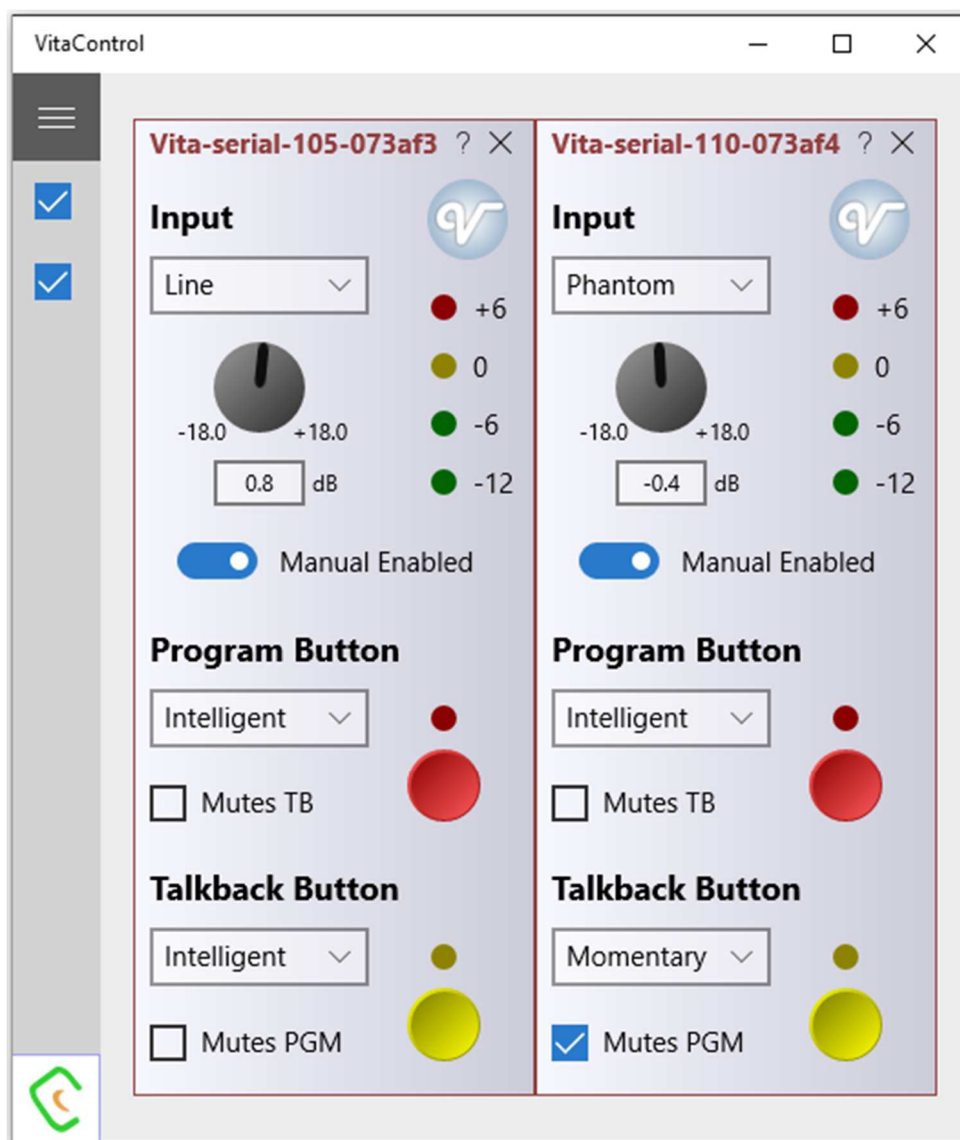 VitaControl
Vita-serial-105-073af3 ?
Input
Line
+6
0
-6
-12
-18.0 +18.0
0.8 dB
Manual Enabled
Program Button
Intelligent
Mutes TB
Talkback Button
Intelligent
Mutes PGM
Vita-serial-110-073af4 ?
Input
Phantom
+6
0
-6
-12
-18.0 +18.0
-0.4 dB
Manual Enabled
Program Button
Intelligent
Mutes TB
Talkback Button
Momentary
Mutes PGM